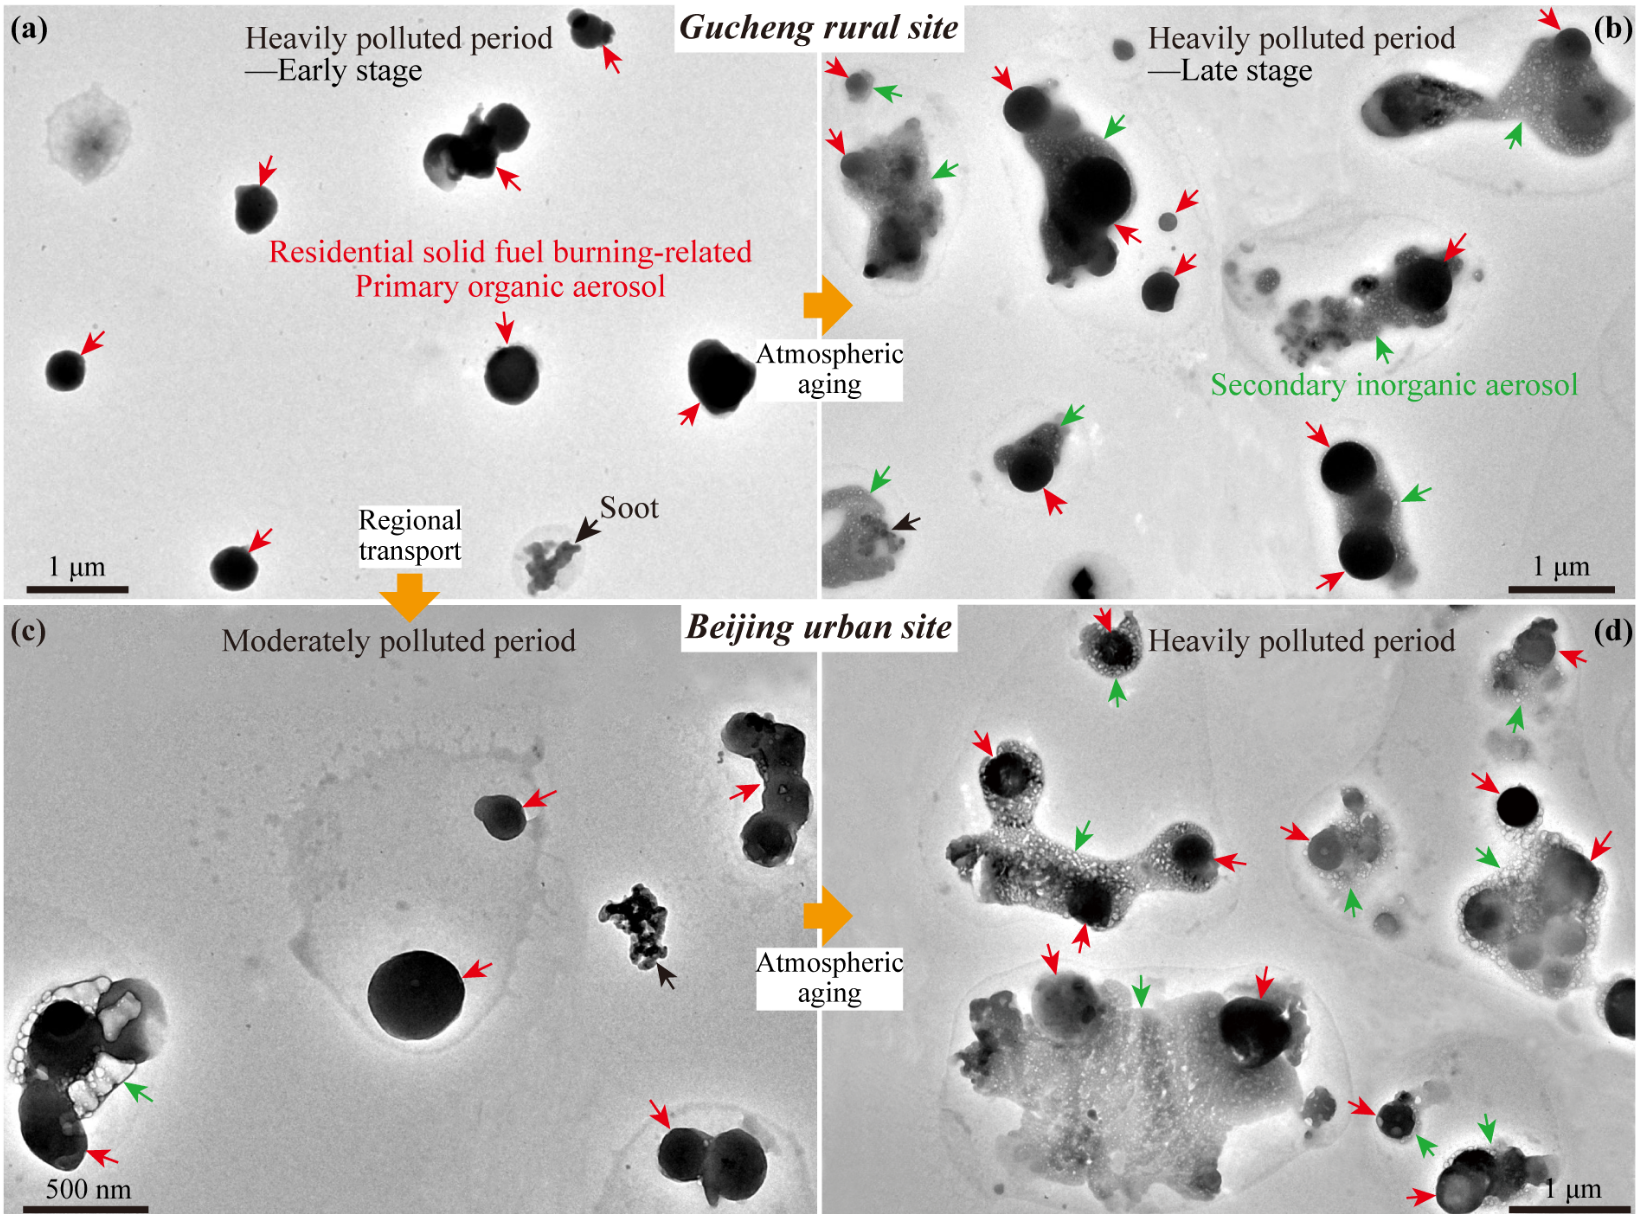 (a)
Heavily polluted period
—Early stage
Gucheng rural site
Heavily polluted period
—Late stage
(b)
Residential solid fuel burning-related
Primary organic aerosol
Atmospheric
aging
Secondary inorganic aerosol
Soot
Regional
transport
1 μm
1 μm
(c)
Moderately polluted period
Beijing urban site
Heavily polluted period
(d)
Atmospheric
aging
500 nm
1 μm